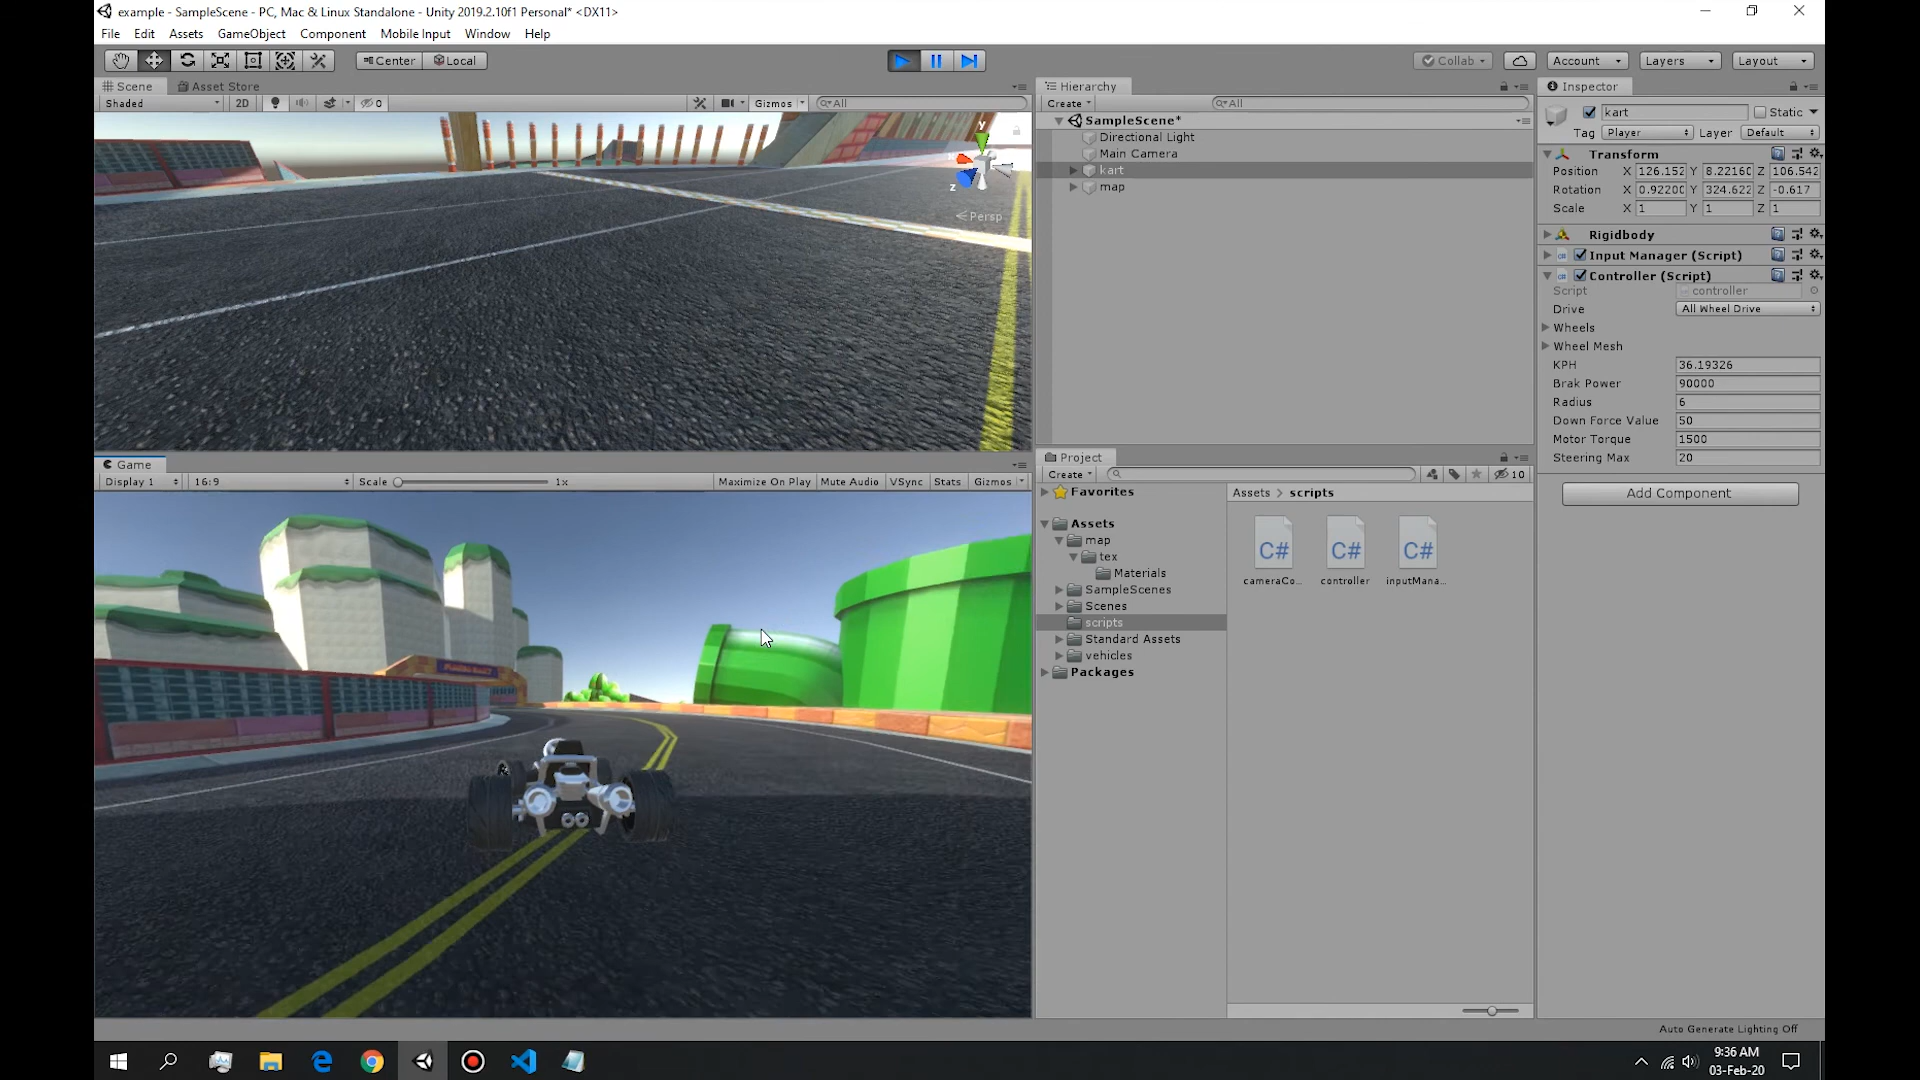 example - SampleScene - PC, Mac & Linux Standalone - Unity 2019.2.10f1 Personal* <DX11>
File Edit Assets GameObject Component Mobile Input Window Help
Center Local Collab Account Layers Layout
Scene Asset Store
Shaded 2D 0 Gizmos All
y
z
Persp
Game
Display 1 16:9 Scale 1x Maximize On Play Mute Audio VSync Stats Gizmos
Hierarchy
Create All
SampleScene*
Directional Light
Main Camera
kart
map
Project
Create 10
Favorites
Assets
map
tex
Materials
SampleScenes
Scenes
scripts
Standard Assets
vehicles
Packages
Assets > scripts
C# C# C#
cameraCo... controller inputMana...
Inspector
kart Static
Tag Player Layer Default
Transform
Position X 126.152 Y 8.2216 Z 106.542
Rotation X 0.9220 Y 324.622 Z -0.617
Scale X 1 Y 1 Z 1
Rigidbody
Input Manager (Script)
Controller (Script)
Script controller
Drive All Wheel Drive
Wheels
Wheel Mesh
KPH 36.19326
Brak Power 90000
Radius 6
Down Force Value 50
Motor Torque 1500
Steering Max 20
Add Component
Auto Generate Lighting Off
9:36 AM
03-Feb-20